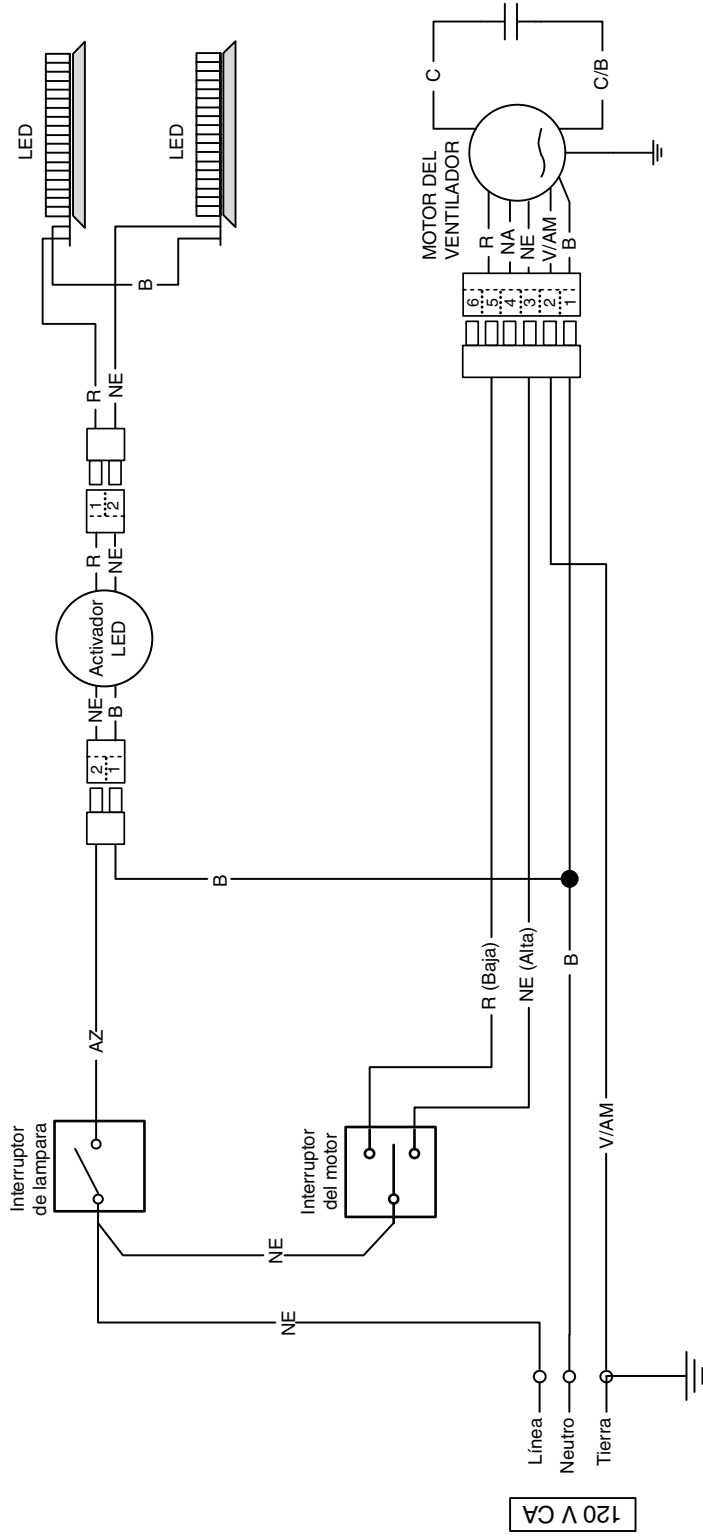 LED
LED
B
R
NE
1
2
R
NE
Activador
LED
NE
B
2
1
B
AZ
Interruptor
de lampara
NE
NE
Interruptor
del motor
R (Baja)
NE (Alta)
B
V/AM
MOTOR DEL
VENTILADOR
C
C/B
R
NA
NE
V/AM
B
6
5
4
3
2
1
Línea
Neutro
Tierra
120 V CA